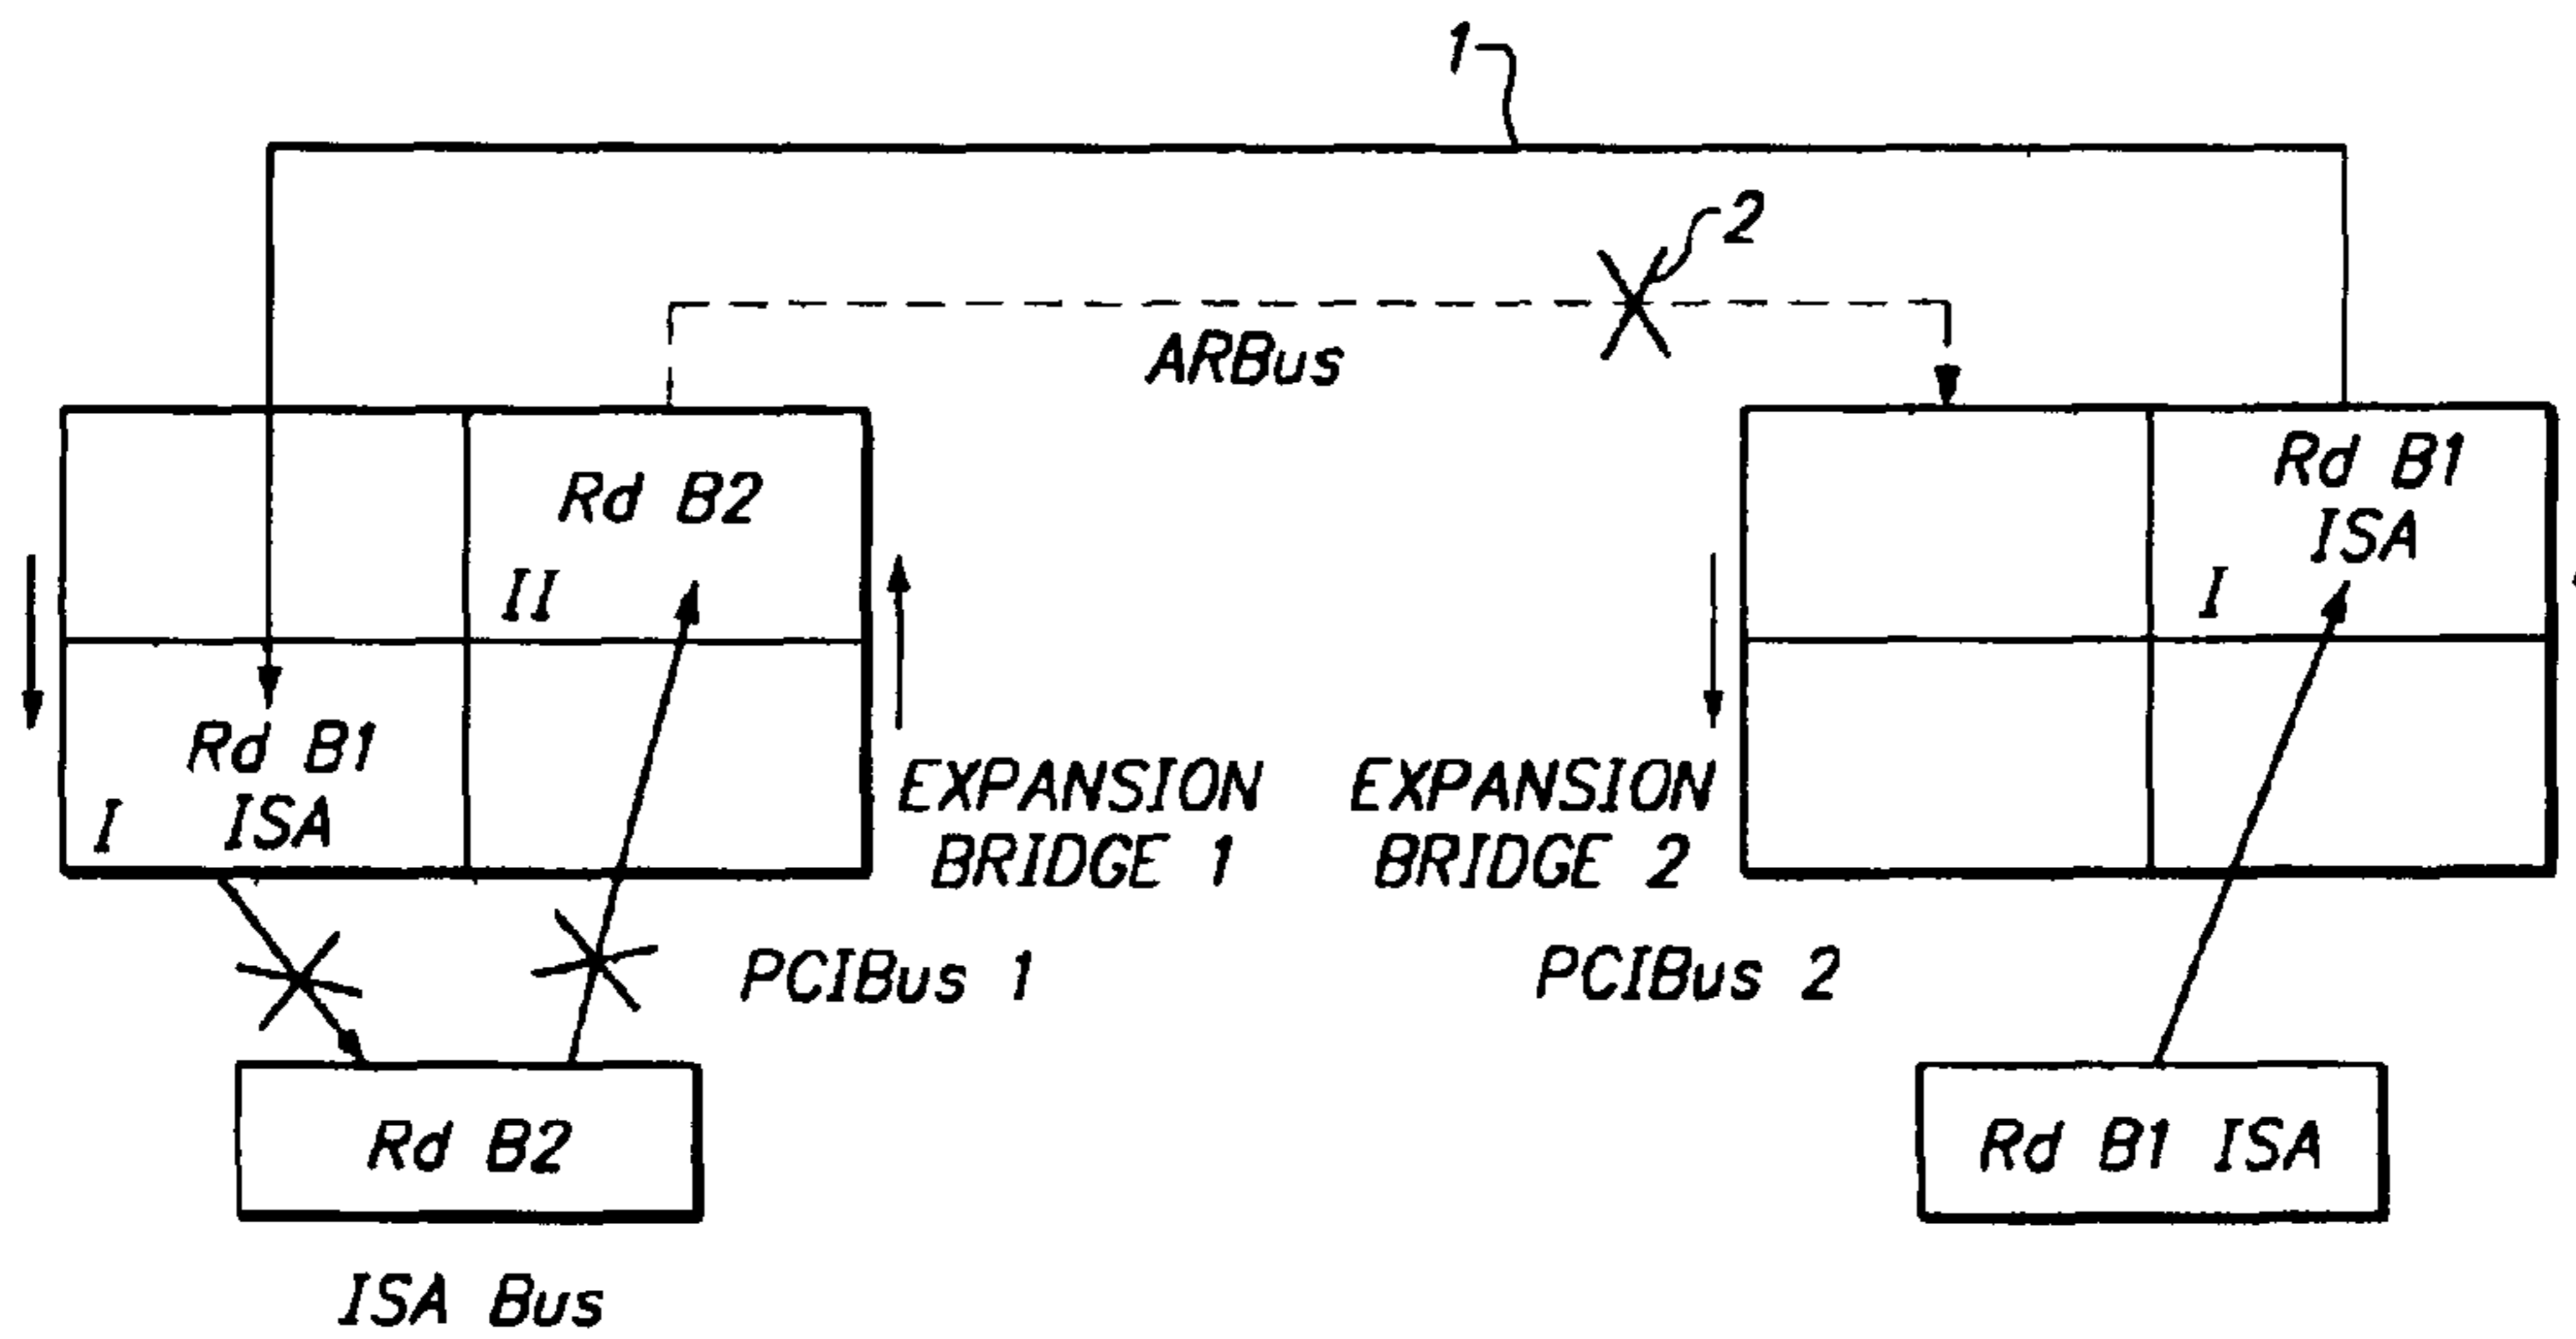 1
2
ARBus
Rd B2
II
Rd B1
ISA
I
Rd B1
ISA
I
EXPANSION
BRIDGE 1
EXPANSION
BRIDGE 2
PCIBus 1
PCIBus 2
Rd B2
Rd B1 ISA
ISA Bus